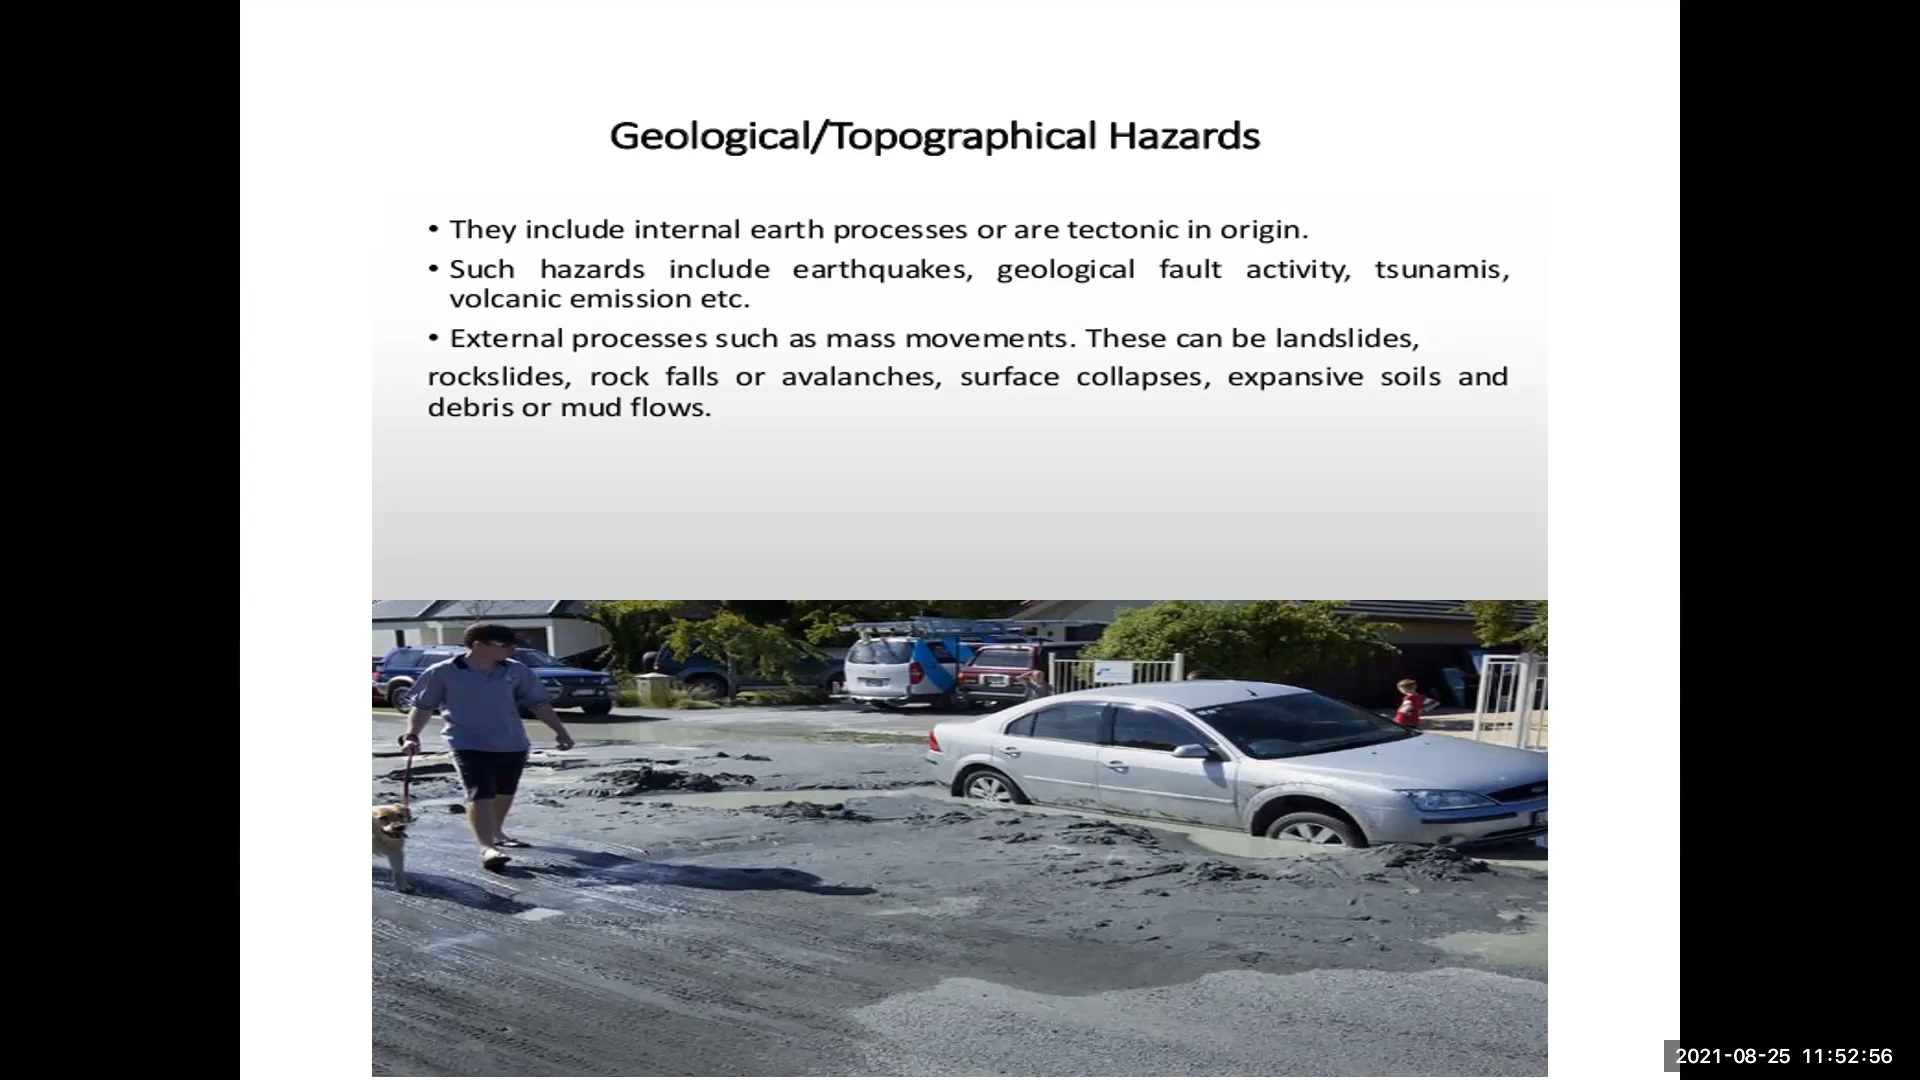 Geological/Topographical Hazards
• They include internal earth processes or are tectonic in origin.
• Such hazards include earthquakes, geological fault activity, tsunamis,
volcanic emission etc.
• External processes such as mass movements. These can be landslides,
rockslides, rock falls or avalanches, surface collapses, expansive soils and
debris or mud flows.
2021-08-25 11:52:56